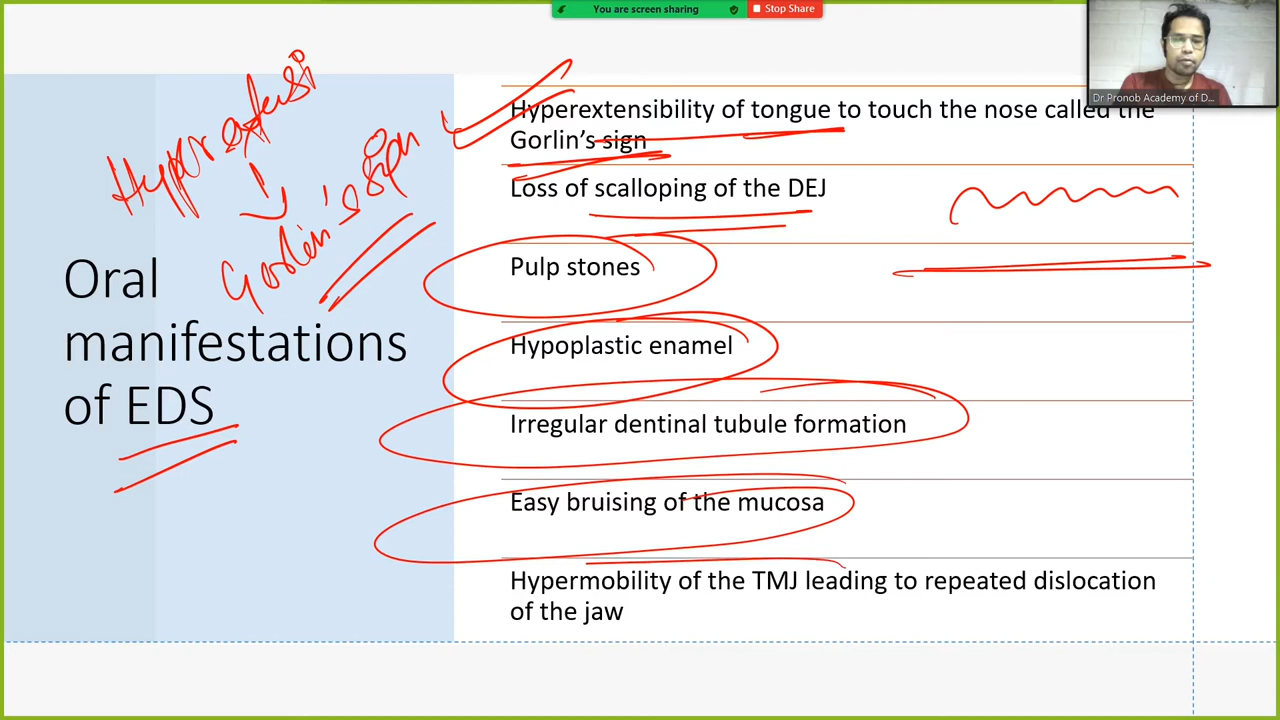 You are screen sharing
Stop Share
Dr Pronob Academy of D...
Hyperextensi
Gorlin's sign
Oral
manifestations
of EDS
Hyperextensibility of tongue to touch the nose called the
Gorlin's sign
Loss of scalloping of the DEJ
Pulp stones
Hypoplastic enamel
Irregular dentinal tubule formation
Easy bruising of the mucosa
Hypermobility of the TMJ leading to repeated dislocation
of the jaw